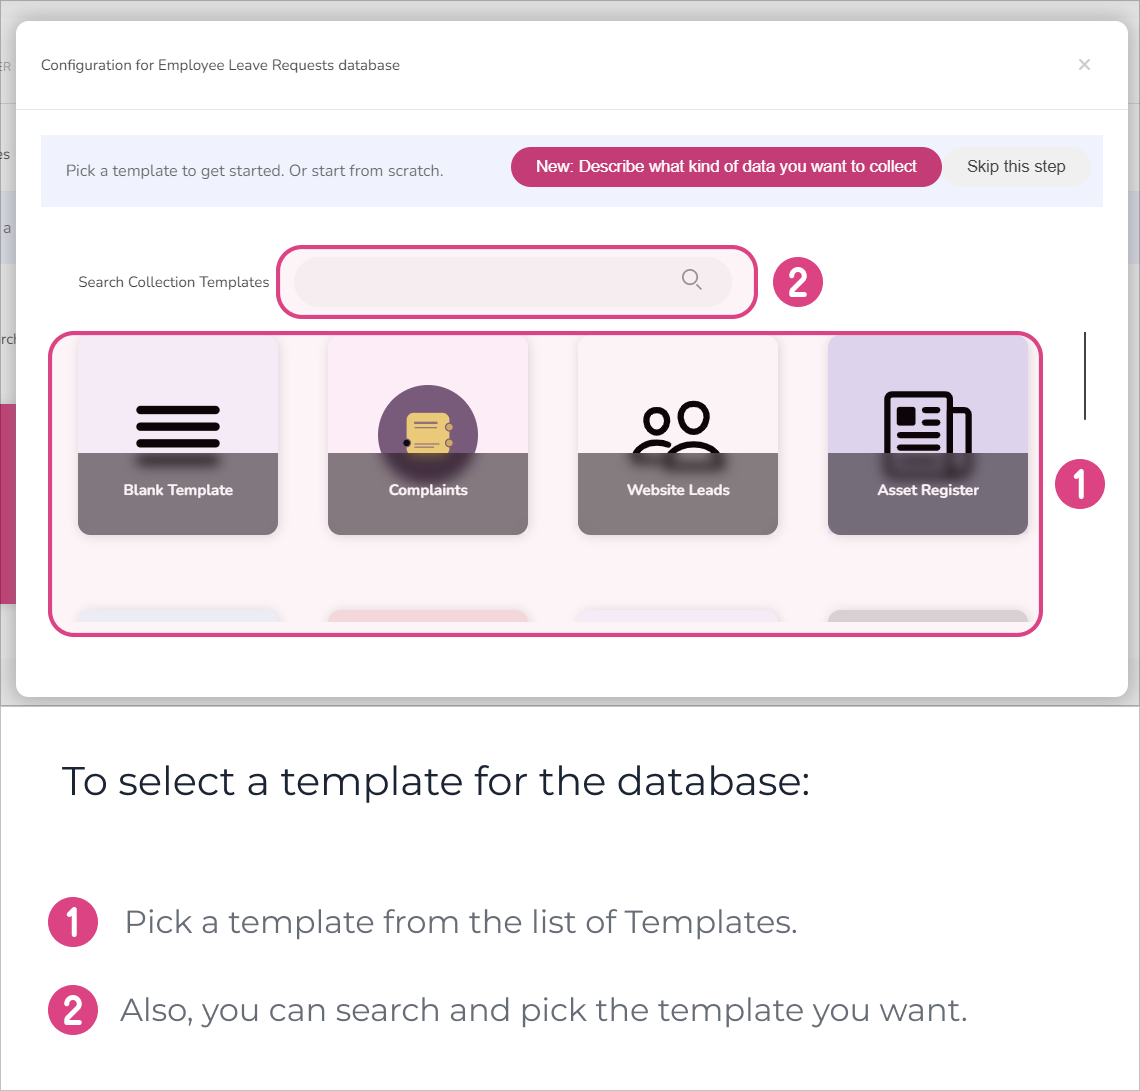 Configuration for Employee Leave Requests database
ER
es
Pick a template to get started. Or start from scratch.
New: Describe what kind of data you want to collect
Skip this step
a
Search Collection Templates
2
rch
Blank Template
Complaints
Website Leads
Asset Register
1
To select a template for the database:
1 Pick a template from the list of Templates.
2 Also, you can search and pick the template you want.